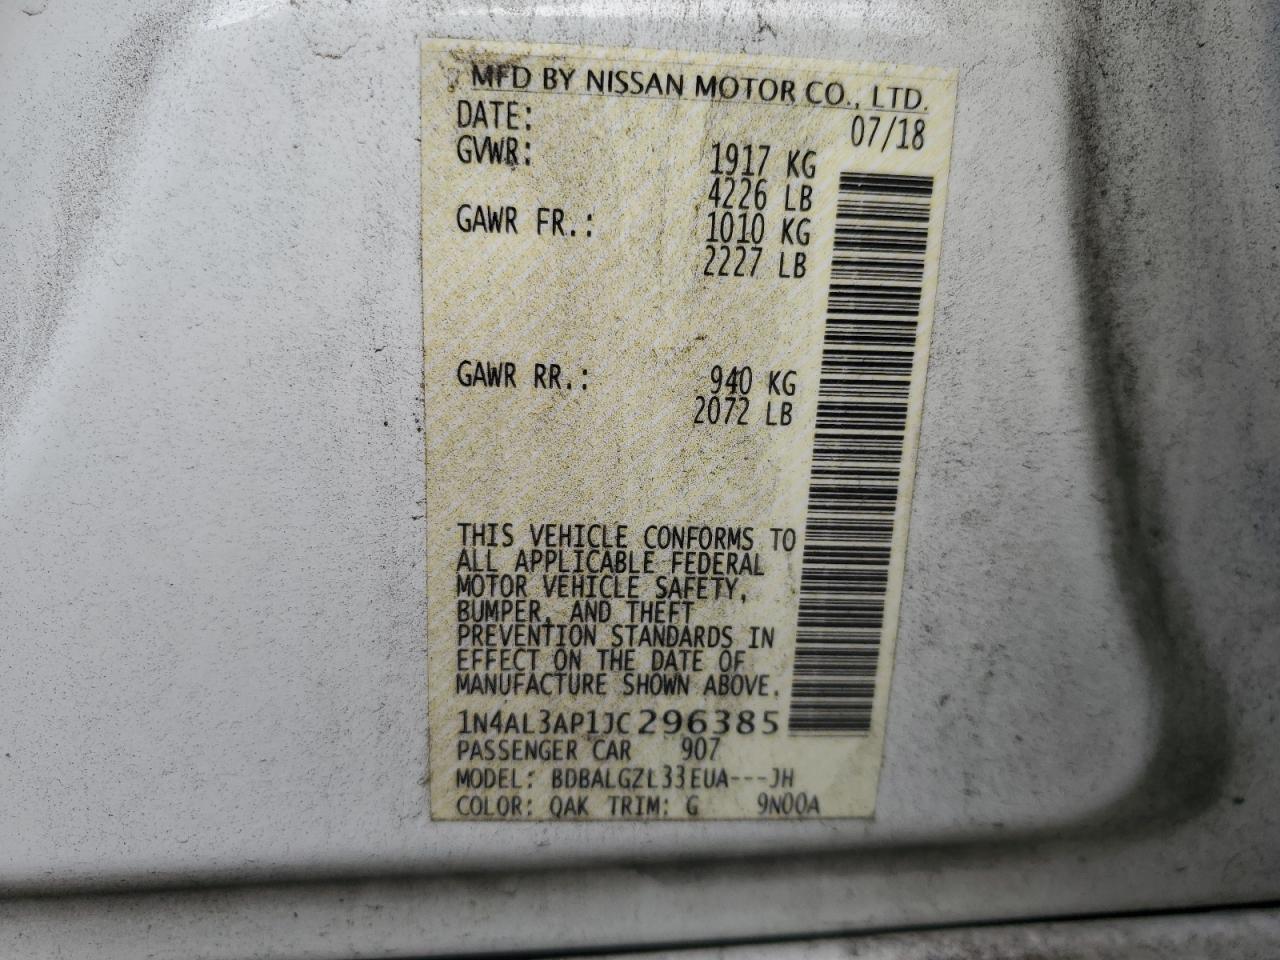 MFD BY NISSAN MOTOR CO., LTD.
DATE: 07/18
GVWR: 1917 KG
4226 LB
GAWR FR.: 1010 KG
2227 LB
GAWR RR.: 940 KG
2072 LB
THIS VEHICLE CONFORMS TO
ALL APPLICABLE FEDERAL
MOTOR VEHICLE SAFETY,
BUMPER, AND THEFT
PREVENTION STANDARDS IN
EFFECT ON THE DATE OF
MANUFACTURE SHOWN ABOVE.
1N4AL3AP1JC296385
PASSENGER CAR 907
MODEL: BDBALGZL33EUA---JH
COLOR: QAK TRIM: G 9N00A